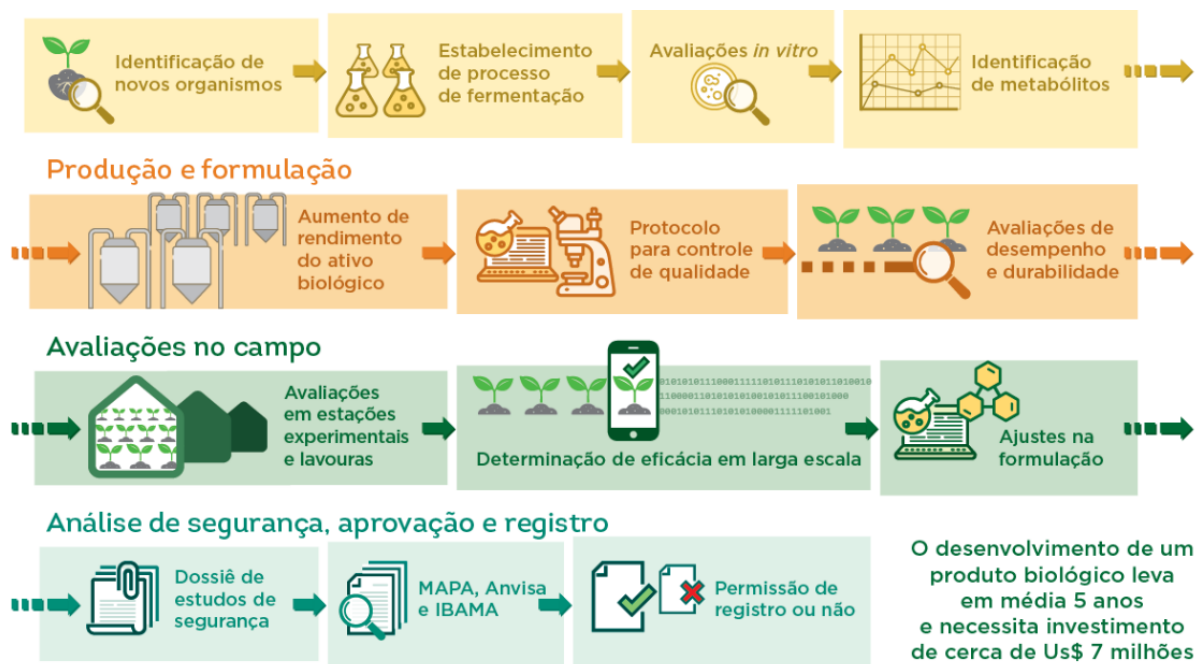 Identificação de
novos organismos
Estabelecimento
de processo
de fermentação
Avaliações in vitro
Identificação
de metabólitos
Produção e formulação
Aumento de
rendimento
do ativo
biológico
Protocolo
para controle
de qualidade
Avaliações de
desempenho
e durabilidade
Avaliações no campo
Avaliações
em estações
experimentais
e lavouras
Determinação de eficácia em larga escala
Ajustes na
formulação
Análise de segurança, aprovação e registro
Dossiê de
estudos de
segurança
MAPA, Anvisa
e IBAMA
Permissão de
registro ou não
O desenvolvimento de um
produto biológico leva
em média 5 anos
e necessita investimento
de cerca de Us$ 7 milhões